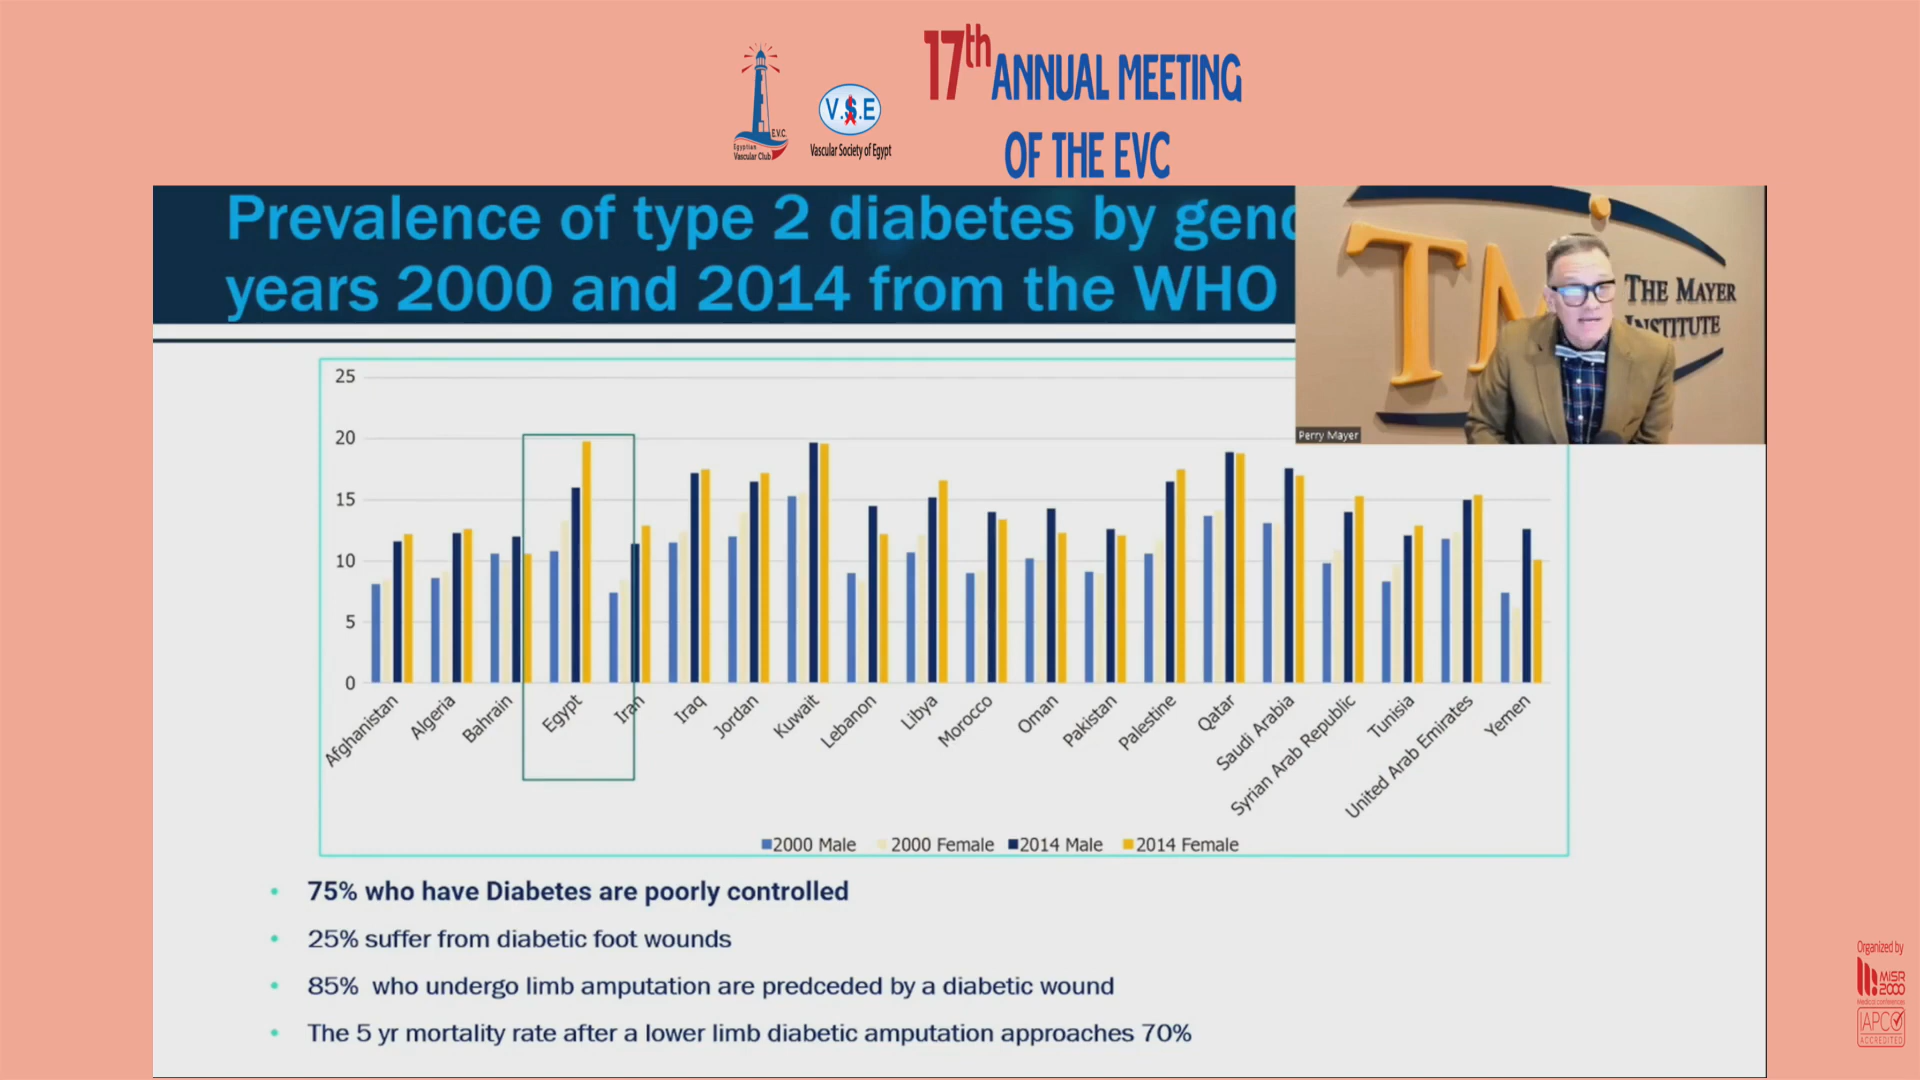 17th ANNUAL MEETING
OF THE EVC
E.V.C.
Egyptian
Vascular Club
V.S.E
Vascular Society of Egypt
Prevalence of type 2 diabetes by gend
years 2000 and 2014 from the WHO
TM
THE MAYER
INSTITUTE
Perry Mayer
25
20
15
10
5
0
Afghanistan
Algeria
Bahrain
Egypt
Iran
Iraq
Jordan
Kuwait
Lebanon
Libya
Morocco
Oman
Pakistan
Palestine
Qatar
Saudi Arabia
Syrian Arab Republic
Tunisia
United Arab Emirates
Yemen
2000 Male 2000 Female 2014 Male 2014 Female
• 75% who have Diabetes are poorly controlled
• 25% suffer from diabetic foot wounds
• 85% who undergo limb amputation are predceded by a diabetic wound
• The 5 yr mortality rate after a lower limb diabetic amputation approaches 70%
Organized by
MISR
2000
Medical conferences
IAPCO
ACCREDITED